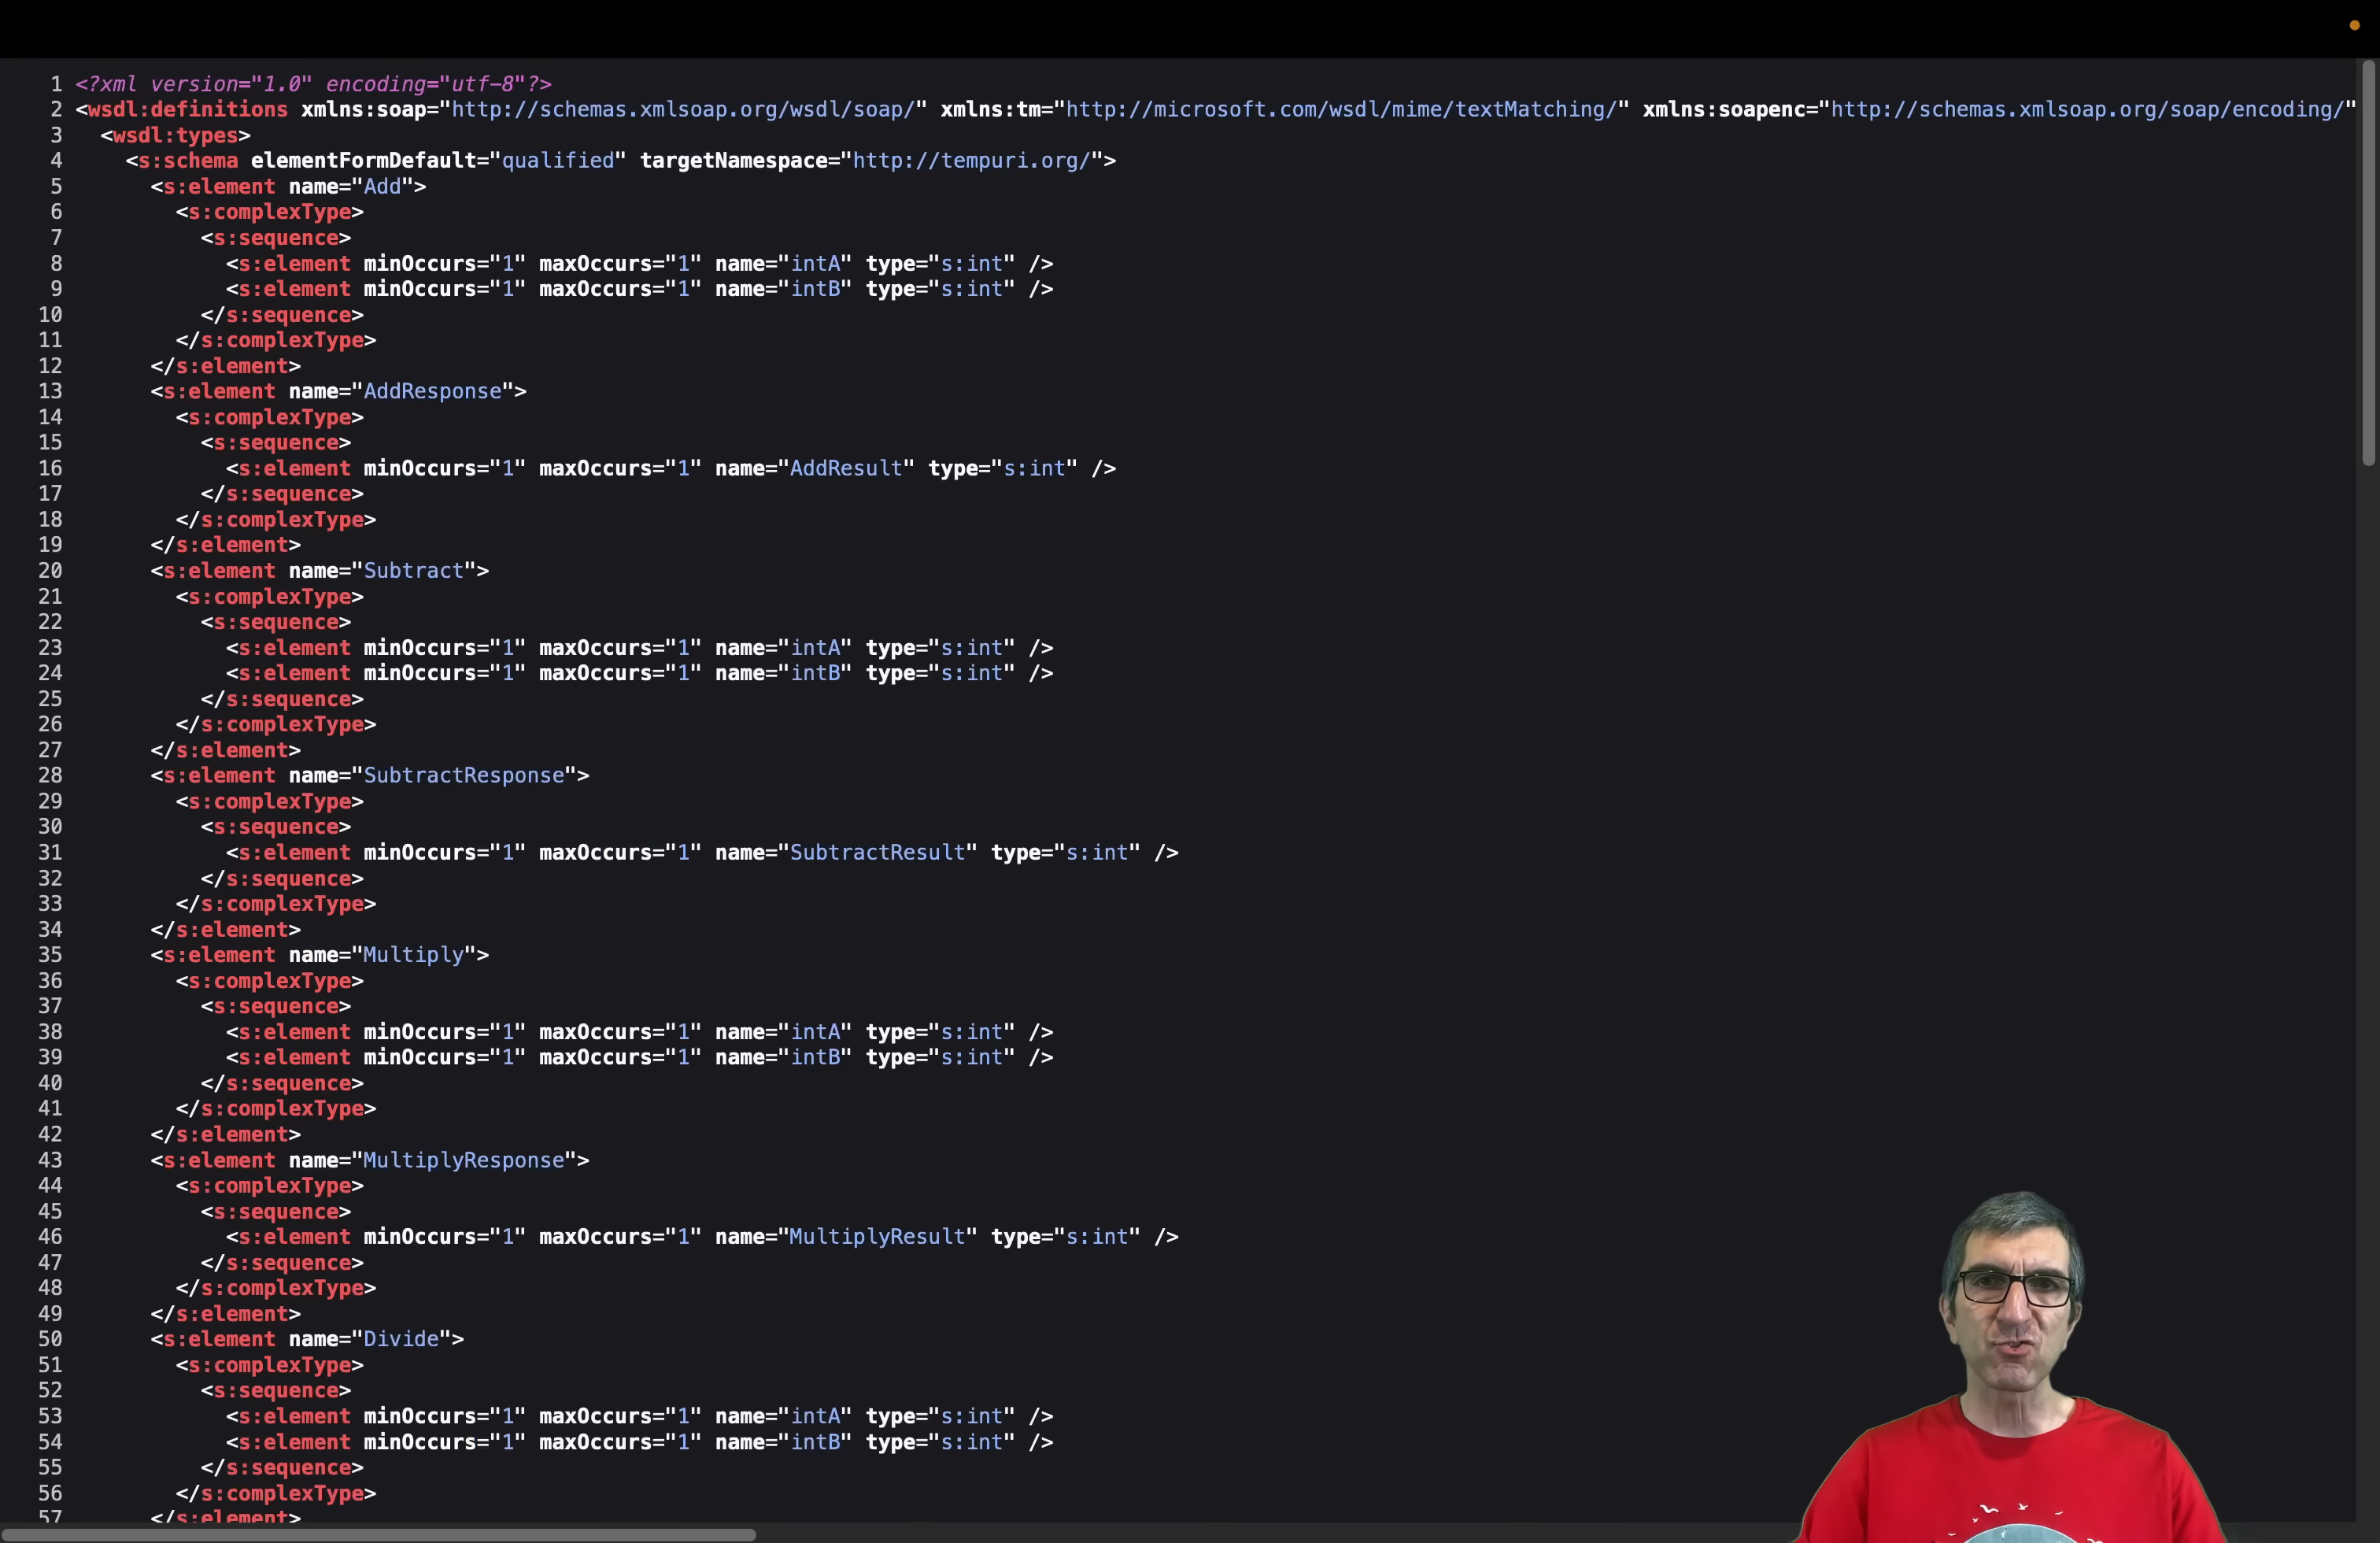 1 <?xml version="1.0" encoding="utf-8"?>
2 <wsdl:definitions xmlns:soap="http://schemas.xmlsoap.org/wsdl/soap/" xmlns:tm="http://microsoft.com/wsdl/mime/textMatching/" xmlns:soapenc="http://schemas.xmlsoap.org/soap/encoding/"
3 <wsdl:types>
4 <s:schema elementFormDefault="qualified" targetNamespace="http://tempuri.org/">
5 <s:element name="Add">
6 <s:complexType>
7 <s:sequence>
8 <s:element minOccurs="1" maxOccurs="1" name="intA" type="s:int" />
9 <s:element minOccurs="1" maxOccurs="1" name="intB" type="s:int" />
10 </s:sequence>
11 </s:complexType>
12 </s:element>
13 <s:element name="AddResponse">
14 <s:complexType>
15 <s:sequence>
16 <s:element minOccurs="1" maxOccurs="1" name="AddResult" type="s:int" />
17 </s:sequence>
18 </s:complexType>
19 </s:element>
20 <s:element name="Subtract">
21 <s:complexType>
22 <s:sequence>
23 <s:element minOccurs="1" maxOccurs="1" name="intA" type="s:int" />
24 <s:element minOccurs="1" maxOccurs="1" name="intB" type="s:int" />
25 </s:sequence>
26 </s:complexType>
27 </s:element>
28 <s:element name="SubtractResponse">
29 <s:complexType>
30 <s:sequence>
31 <s:element minOccurs="1" maxOccurs="1" name="SubtractResult" type="s:int" />
32 </s:sequence>
33 </s:complexType>
34 </s:element>
35 <s:element name="Multiply">
36 <s:complexType>
37 <s:sequence>
38 <s:element minOccurs="1" maxOccurs="1" name="intA" type="s:int" />
39 <s:element minOccurs="1" maxOccurs="1" name="intB" type="s:int" />
40 </s:sequence>
41 </s:complexType>
42 </s:element>
43 <s:element name="MultiplyResponse">
44 <s:complexType>
45 <s:sequence>
46 <s:element minOccurs="1" maxOccurs="1" name="MultiplyResult" type="s:int" />
47 </s:sequence>
48 </s:complexType>
49 </s:element>
50 <s:element name="Divide">
51 <s:complexType>
52 <s:sequence>
53 <s:element minOccurs="1" maxOccurs="1" name="intA" type="s:int" />
54 <s:element minOccurs="1" maxOccurs="1" name="intB" type="s:int" />
55 </s:sequence>
56 </s:complexType>
57 </s:element>